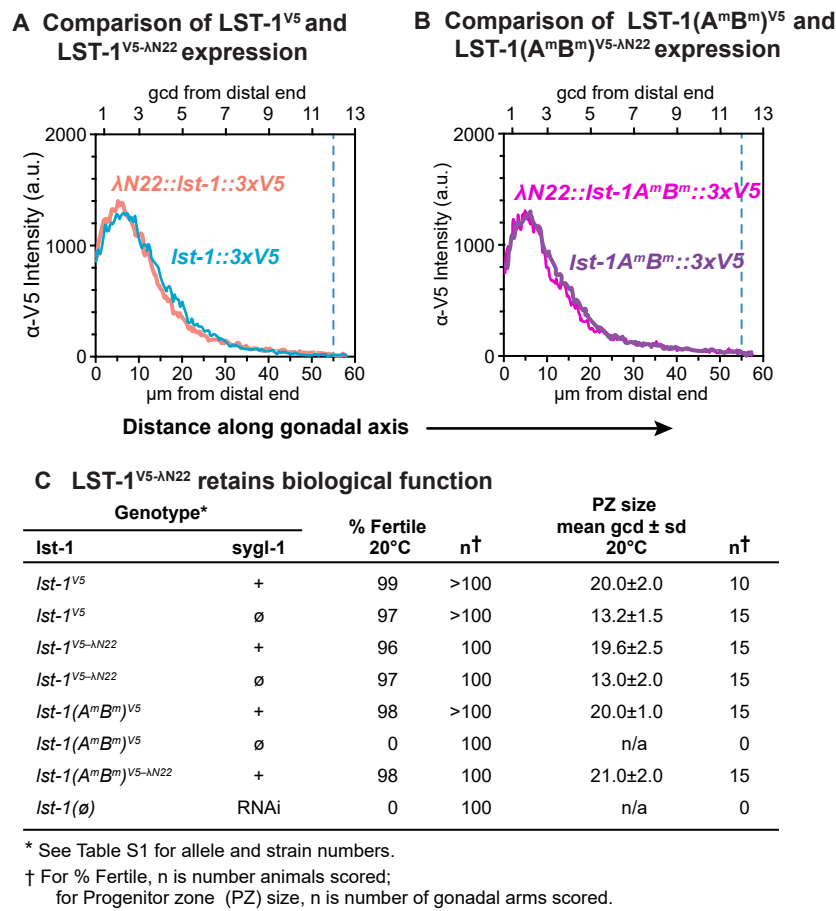 A Comparison of LST-1ⱽ⁵ and
LST-1ⱽ⁵⁻λᴺ²² expression
gcd from distal end
1 3 5 7 9 11 13
2000
1000
0
α-V5 Intensity (a.u.)
λN22::lst-1::3xV5
lst-1::3xV5
0 10 20 30 40 50 60
µm from distal end
B Comparison of LST-1(AᵐBᵐ)ⱽ⁵ and
LST-1(AᵐBᵐ)ⱽ⁵⁻λᴺ²² expression
gcd from distal end
1 3 5 7 9 11 13
2000
1000
0
α-V5 Intensity (a.u.)
λN22::lst-1AᵐBᵐ::3xV5
lst-1AᵐBᵐ::3xV5
0 10 20 30 40 50 60
µm from distal end
Distance along gonadal axis
C LST-1ⱽ⁵⁻λᴺ²² retains biological function
Genotype*
lst-1 sygl-1 % Fertile 20°C n† PZ size mean gcd ± sd 20°C n†
lst-1ⱽ⁵ + 99 >100 20.0±2.0 10
lst-1ⱽ⁵ ø 97 >100 13.2±1.5 15
lst-1ⱽ⁵⁻λᴺ²² + 96 100 19.6±2.5 15
lst-1ⱽ⁵⁻λᴺ²² ø 97 100 13.0±2.0 15
lst-1(AᵐBᵐ)ⱽ⁵ + 98 >100 20.0±1.0 15
lst-1(AᵐBᵐ)ⱽ⁵ ø 0 100 n/a 0
lst-1(AᵐBᵐ)ⱽ⁵⁻λᴺ²² + 98 100 21.0±2.0 15
lst-1(ø) RNAi 0 100 n/a 0
* See Table S1 for allele and strain numbers.
† For % Fertile, n is number animals scored;
for Progenitor zone (PZ) size, n is number of gonadal arms scored.